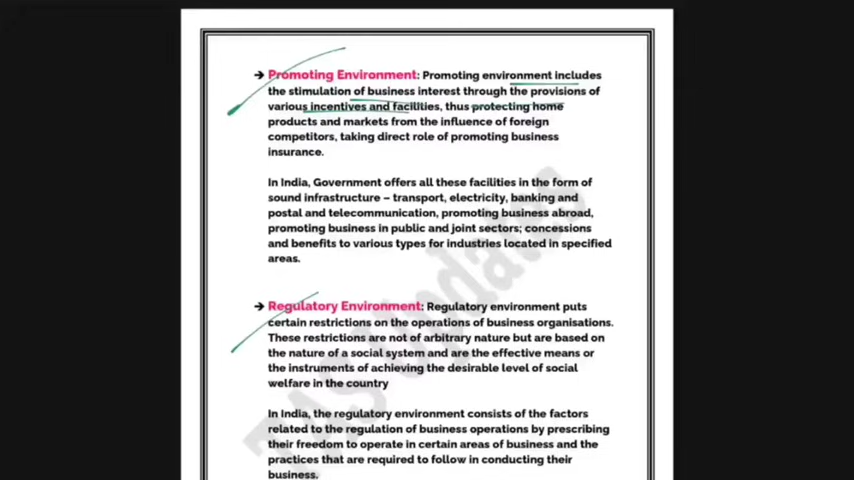 → Promoting Environment: Promoting environment includes
the stimulation of business interest through the provisions of
various incentives and facilities, thus protecting home
products and markets from the influence of foreign
competitors, taking direct role of promoting business
insurance.
In India, Government offers all these facilities in the form of
sound infrastructure – transport, electricity, banking and
postal and telecommunication, promoting business abroad,
promoting business in public and joint sectors; concessions
and benefits to various types for industries located in specified
areas.
→ Regulatory Environment: Regulatory environment puts
certain restrictions on the operations of business organisations.
These restrictions are not of arbitrary nature but are based on
the nature of a social system and are the effective means or
the instruments of achieving the desirable level of social
welfare in the country
In India, the regulatory environment consists of the factors
related to the regulation of business operations by prescribing
their freedom to operate in certain areas of business and the
practices that are required to follow in conducting their
business.